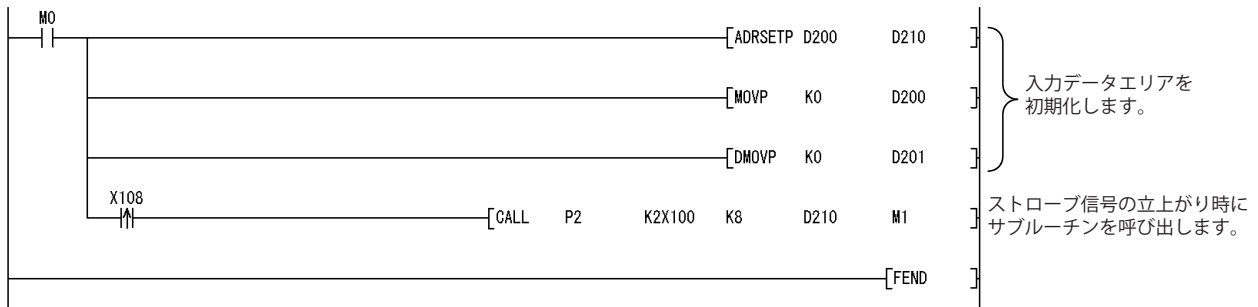 M0
ADRSETP D200 D210
MOVP K0 D200
入力データエリアを
初期化します。
DMOVP K0 D201
X108
CALL P2 K2X100 K8 D210 M1
ストローブ信号の立上がり時に
サブルーチンを呼び出します。
FEND